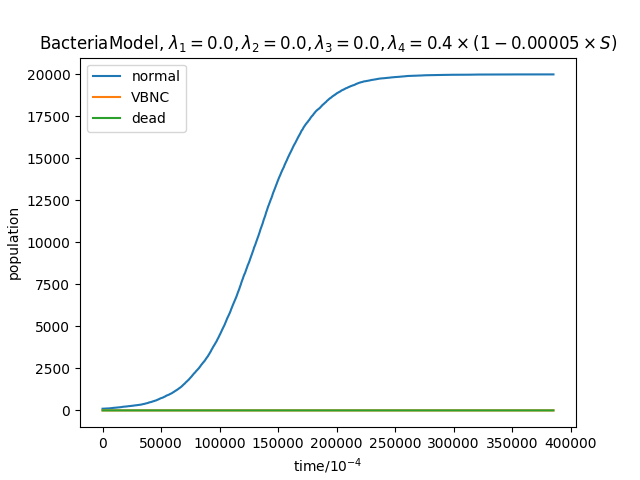 BacteriaModel, λ₁ = 0.0, λ₂ = 0.0, λ₃ = 0.0, λ₄ = 0.4 × (1 − 0.00005 × S)
normal
VBNC
dead
20000
17500
15000
12500
10000
7500
5000
2500
0
population
0 50000 100000 150000 200000 250000 300000 350000 400000
time/10⁻⁴